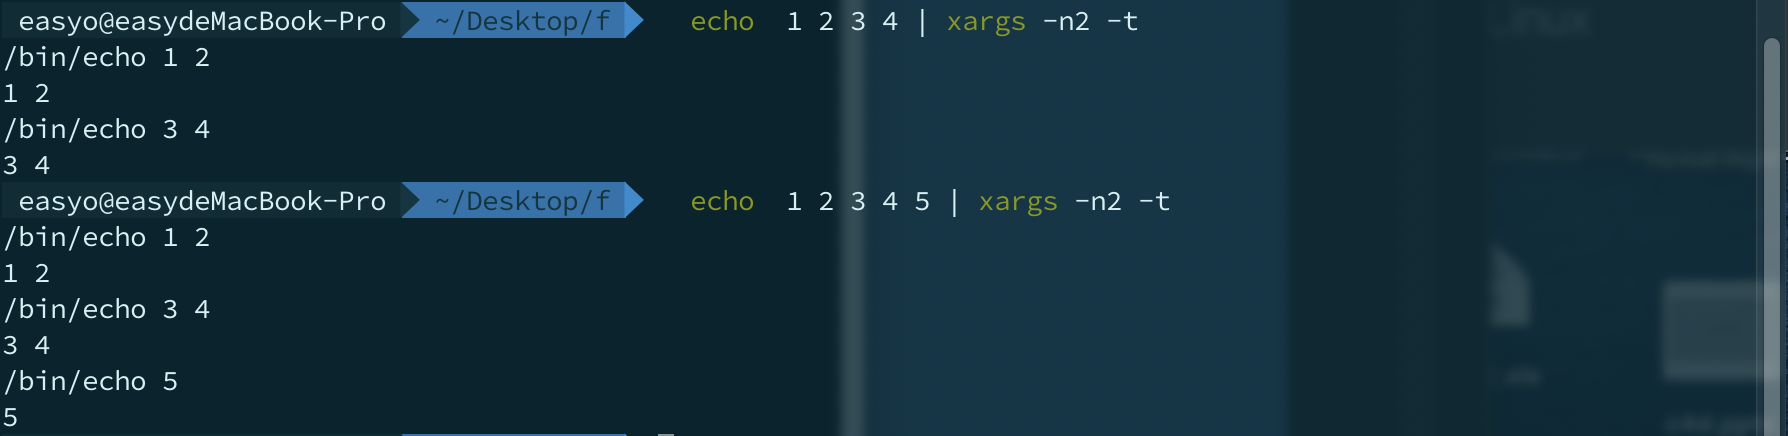 easyo@easydeMacBook-Pro ~/Desktop/f echo  1 2 3 4 | xargs -n2 -t
/bin/echo 1 2
1 2
/bin/echo 3 4
3 4
easyo@easydeMacBook-Pro ~/Desktop/f echo  1 2 3 4 5 | xargs -n2 -t
/bin/echo 1 2
1 2
/bin/echo 3 4
3 4
/bin/echo 5
5